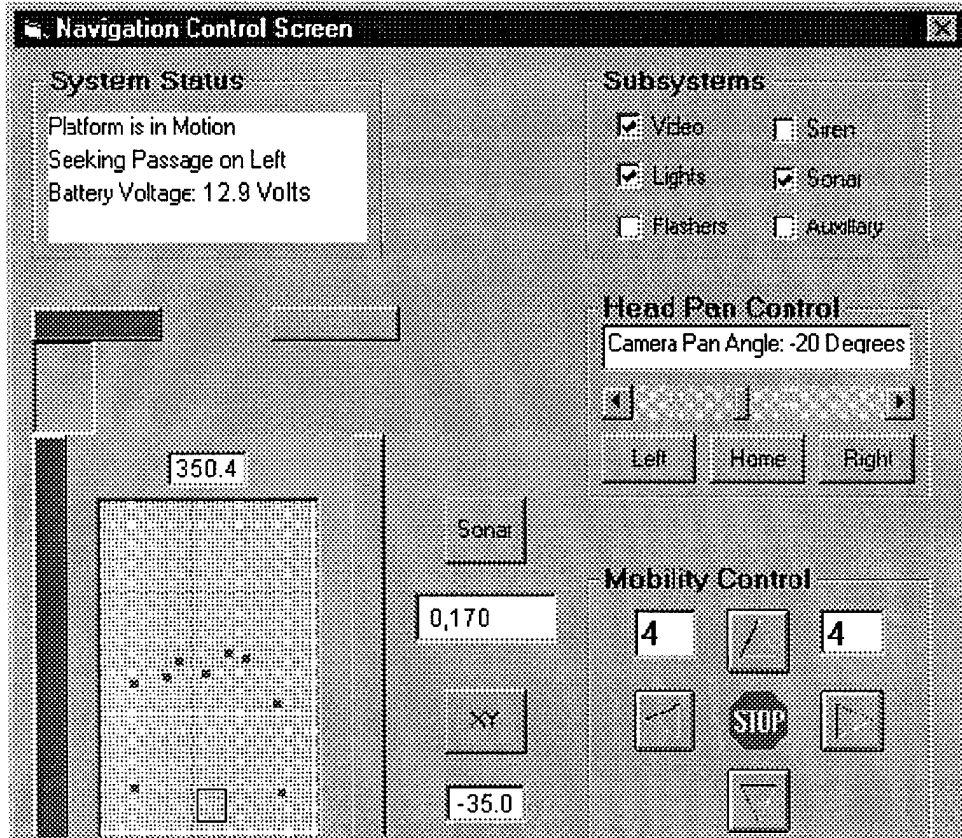 Navigation Control Screen
System Status
Platform is in Motion
Seeking Passage on Left
Battery Voltage: 12.9 Volts
Subsystems
Video
Siren
Lights
Sonar
Flashers
Auxillary
Head Pan Control
Camera Pan Angle: -20 Degrees
Left
Home
Right
350.4
Sonar
0,170
XY
-35.0
Mobility Control
4
4
STOP